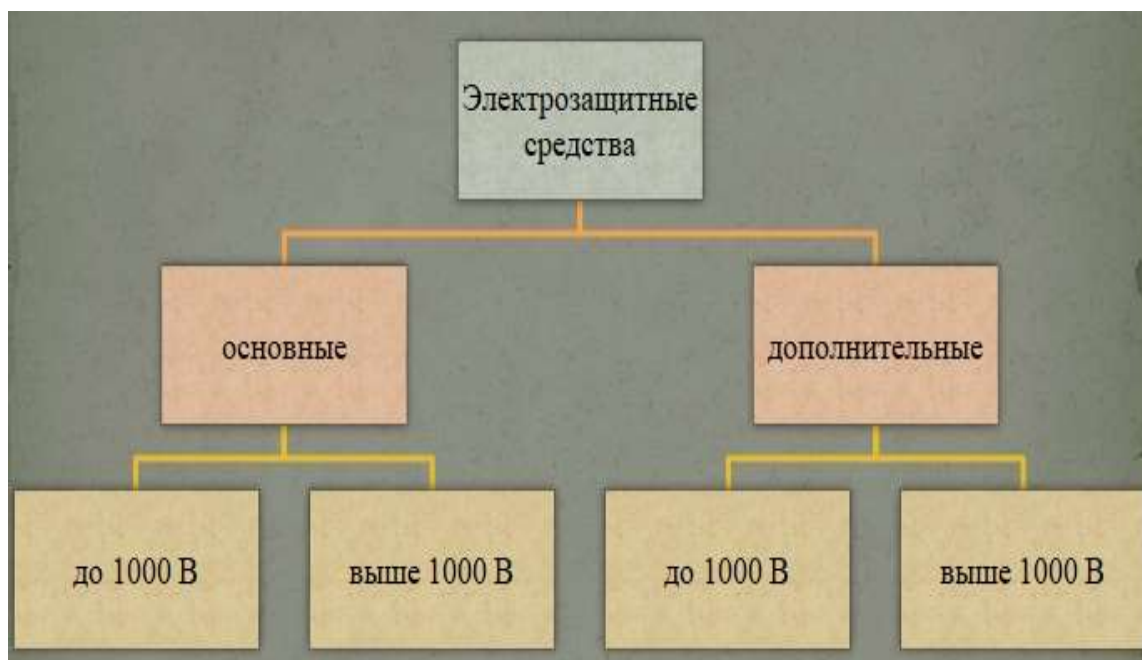 Электрозащитные
средства
основные
дополнительные
до 1000 В
выше 1000 В
до 1000 В
выше 1000 В